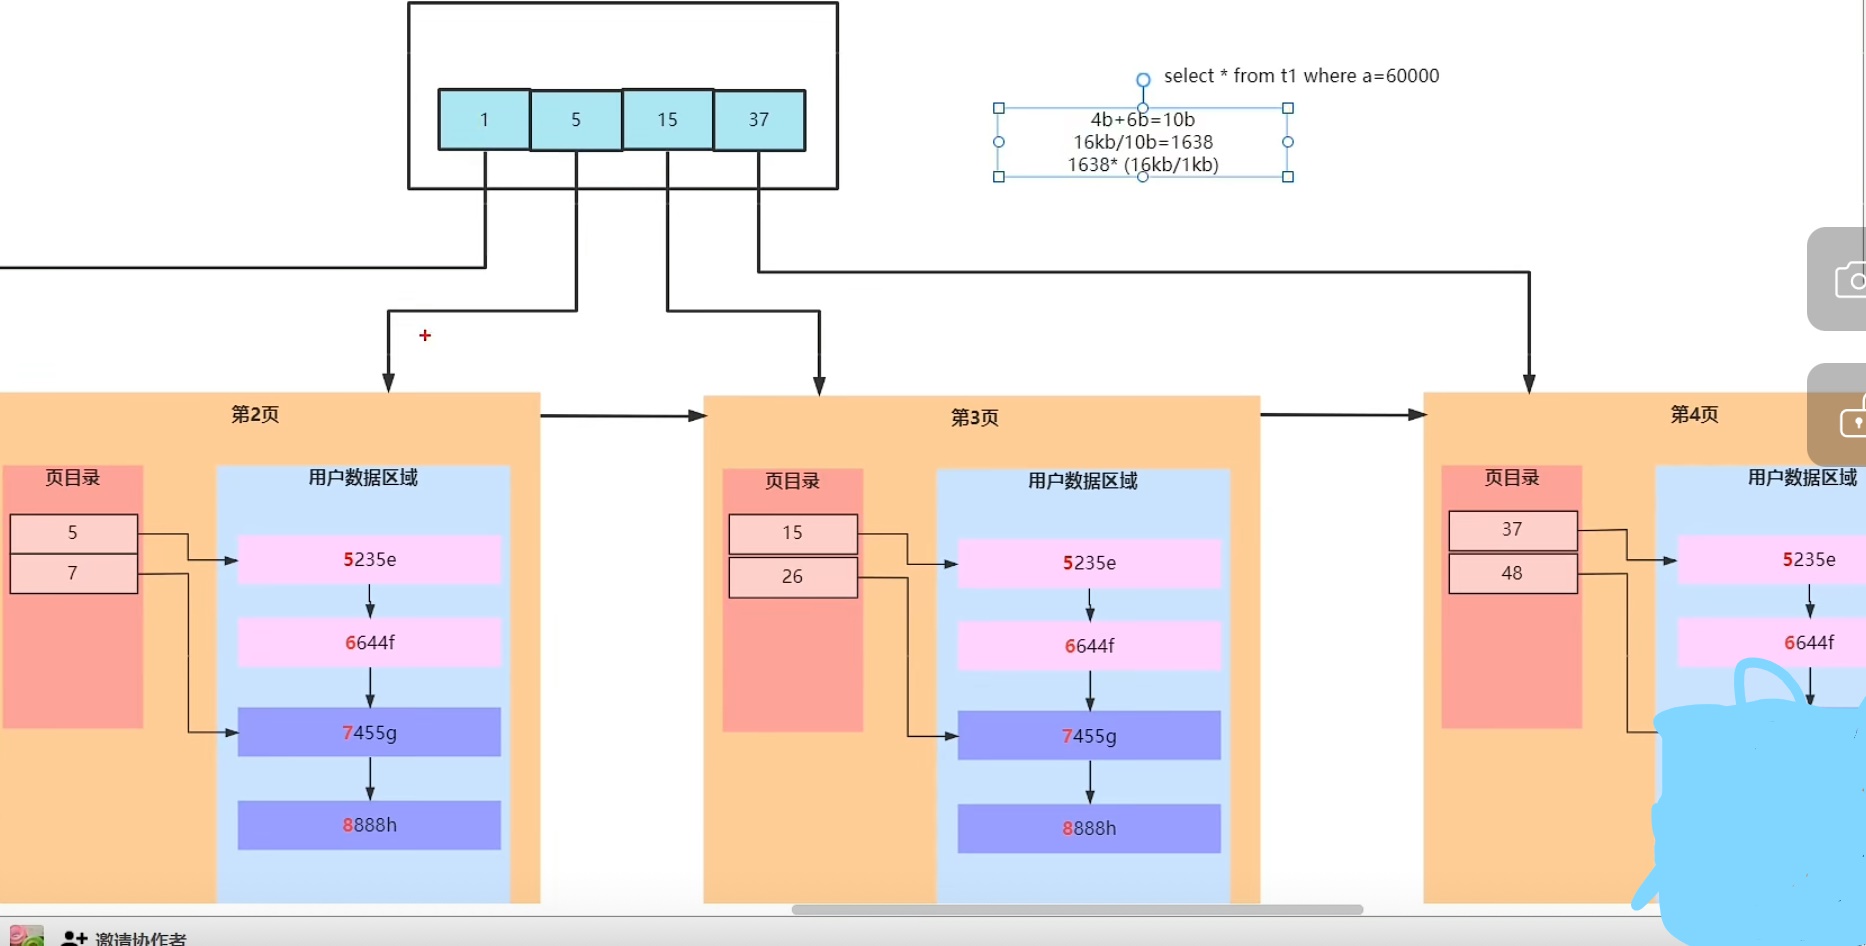 1 5 15 37
select * from t1 where a=60000
4b+6b=10b
16kb/10b=1638
1638* (16kb/1kb)
第2页
页目录
5
7
用户数据区域
5235e
6644f
7455g
8888h
第3页
页目录
15
26
用户数据区域
5235e
6644f
7455g
8888h
第4页
页目录
37
48
用户数据区域
5235e
6644f
邀请协作者